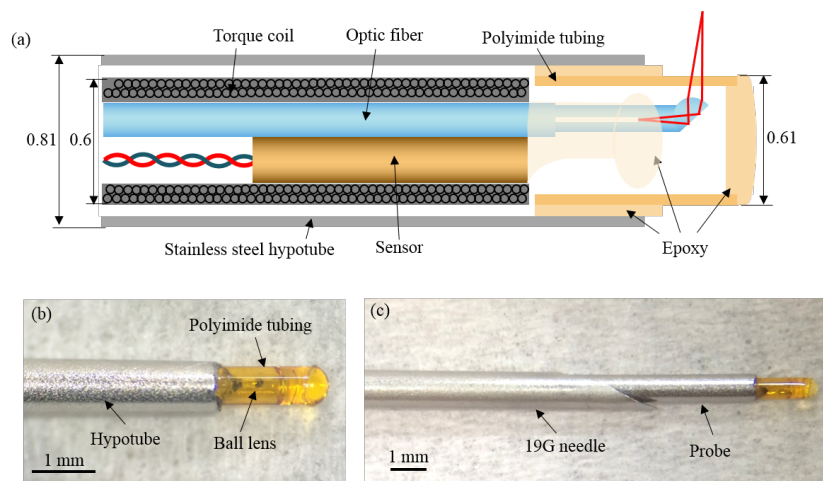 (a)
Torque coil
Optic fiber
Polyimide tubing
0.81
0.6
0.61
Stainless steel hypotube
Sensor
Epoxy
(b)
Polyimide tubing
Hypotube
Ball lens
1 mm
(c)
19G needle
Probe
1 mm